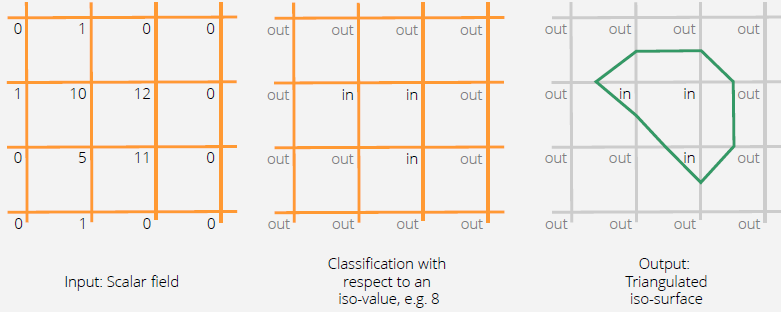 0 1 0 0
1 10 12 0
0 5 11 0
0 1 0 0
Input: Scalar field
out out out out
out in in out
out out in out
out out out out
Classification with
respect to an
iso-value, e.g. 8
out out out out
out in in out
out out in out
out out out out
Output:
Triangulated
iso-surface